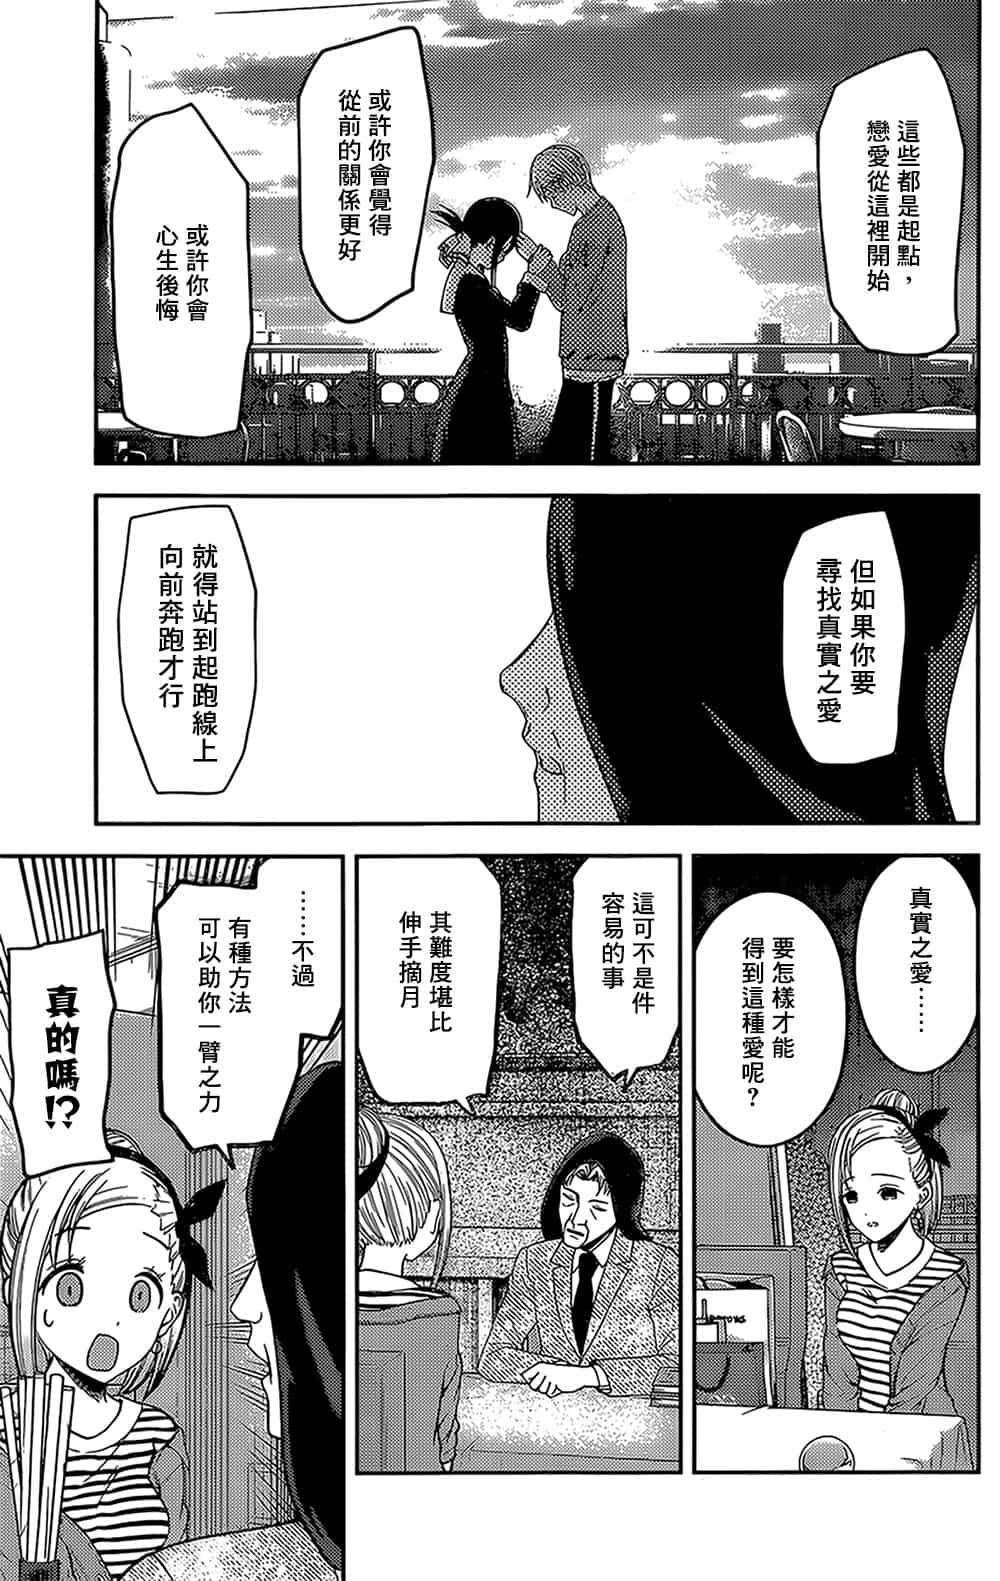 這些都是起點，
戀愛從這裡開始
或許你會覺得
從前的關係更好
或許你會
心生後悔
但如果你要
尋找真實之愛
就得站到起跑線上
向前奔跑才行
真實之愛……
要怎樣才能
得到這種愛呢？
這可不是件
容易的事
其難度堪比
伸手摘月
……不過
有種方法
可以助你一臂之力
真的嗎!?